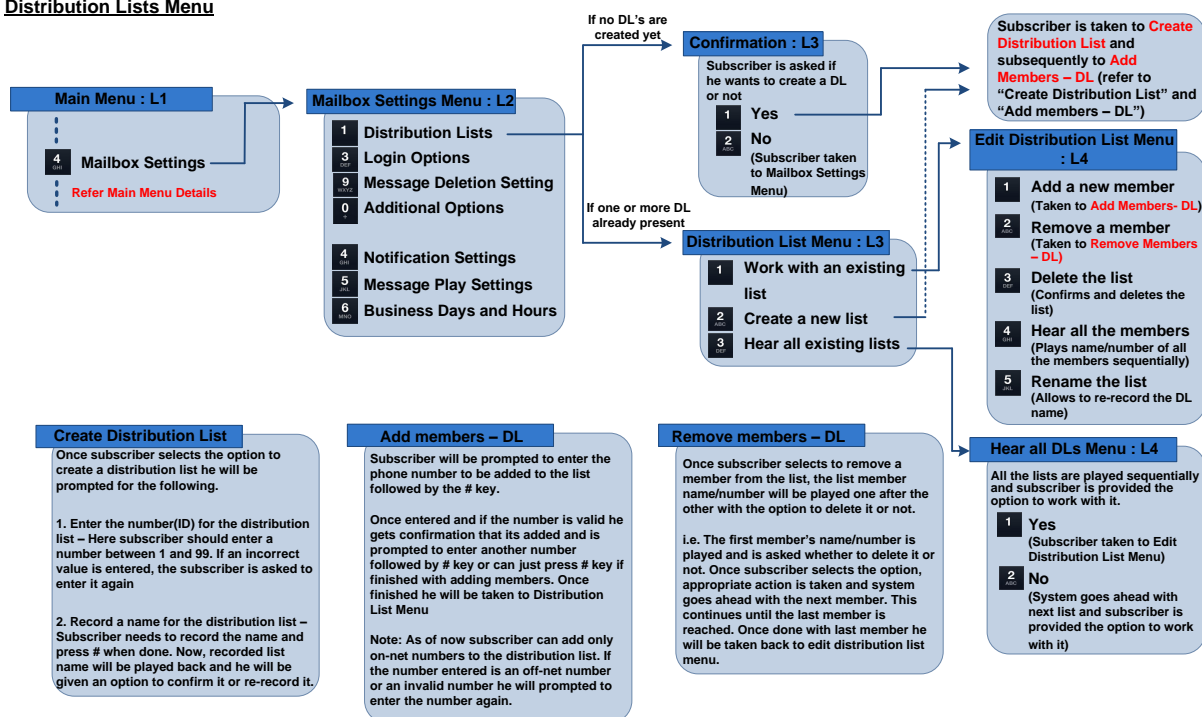 Distribution Lists Menu
Main Menu : L1
4
GHI
Mailbox Settings
Refer Main Menu Details
Mailbox Settings Menu : L2
1
Distribution Lists
3
DEF
Login Options
9
WXYZ
Message Deletion Setting
0
+
Additional Options
4
GHI
Notification Settings
5
JKL
Message Play Settings
6
MNO
Business Days and Hours
If no DL's are
created yet
Confirmation : L3
Subscriber is asked if
he wants to create a DL
or not
1
Yes
2
ABC
No
(Subscriber taken
to Mailbox Settings
Menu)
If one or more DL
already present
Distribution List Menu : L3
1
Work with an existing
list
2
ABC
Create a new list
3
DEF
Hear all existing lists
Subscriber is taken to Create
Distribution List and
subsequently to Add
Members – DL (refer to
“Create Distribution List” and
“Add members – DL”)
Edit Distribution List Menu
: L4
1
Add a new member
(Taken to Add Members- DL)
2
ABC
Remove a member
(Taken to Remove Members
– DL)
3
DEF
Delete the list
(Confirms and deletes the
list)
4
GHI
Hear all the members
(Plays name/number of all
the members sequentially)
5
JKL
Rename the list
(Allows to re-record the DL
name)
Hear all DLs Menu : L4
All the lists are played sequentially
and subscriber is provided the
option to work with it.
1
Yes
(Subscriber taken to Edit
Distribution List Menu)
2
ABC
No
(System goes ahead with
next list and subscriber is
provided the option to work
with it)
Create Distribution List
Once subscriber selects the option to
create a distribution list he will be
prompted for the following.
1. Enter the number(ID) for the distribution
list – Here subscriber should enter a
number between 1 and 99. If an incorrect
value is entered, the subscriber is asked to
enter it again
2. Record a name for the distribution list –
Subscriber needs to record the name and
press # when done. Now, recorded list
name will be played back and he will be
given an option to confirm it or re-record it.
Add members – DL
Subscriber will be prompted to enter the
phone number to be added to the list
followed by the # key.
Once entered and if the number is valid he
gets confirmation that its added and is
prompted to enter another number
followed by # key or can just press # key if
finished with adding members. Once
finished he will be taken to Distribution
List Menu
Note: As of now subscriber can add only
on-net numbers to the distribution list. If
the number entered is an off-net number
or an invalid number he will prompted to
enter the number again.
Remove members – DL
Once subscriber selects to remove a
member from the list, the list member
name/number will be played one after the
other with the option to delete it or not.
i.e. The first member’s name/number is
played and is asked whether to delete it or
not. Once subscriber selects the option,
appropriate action is taken and system
goes ahead with the next member. This
continues until the last member is
reached. Once done with last member he
will be taken back to edit distribution list
menu.